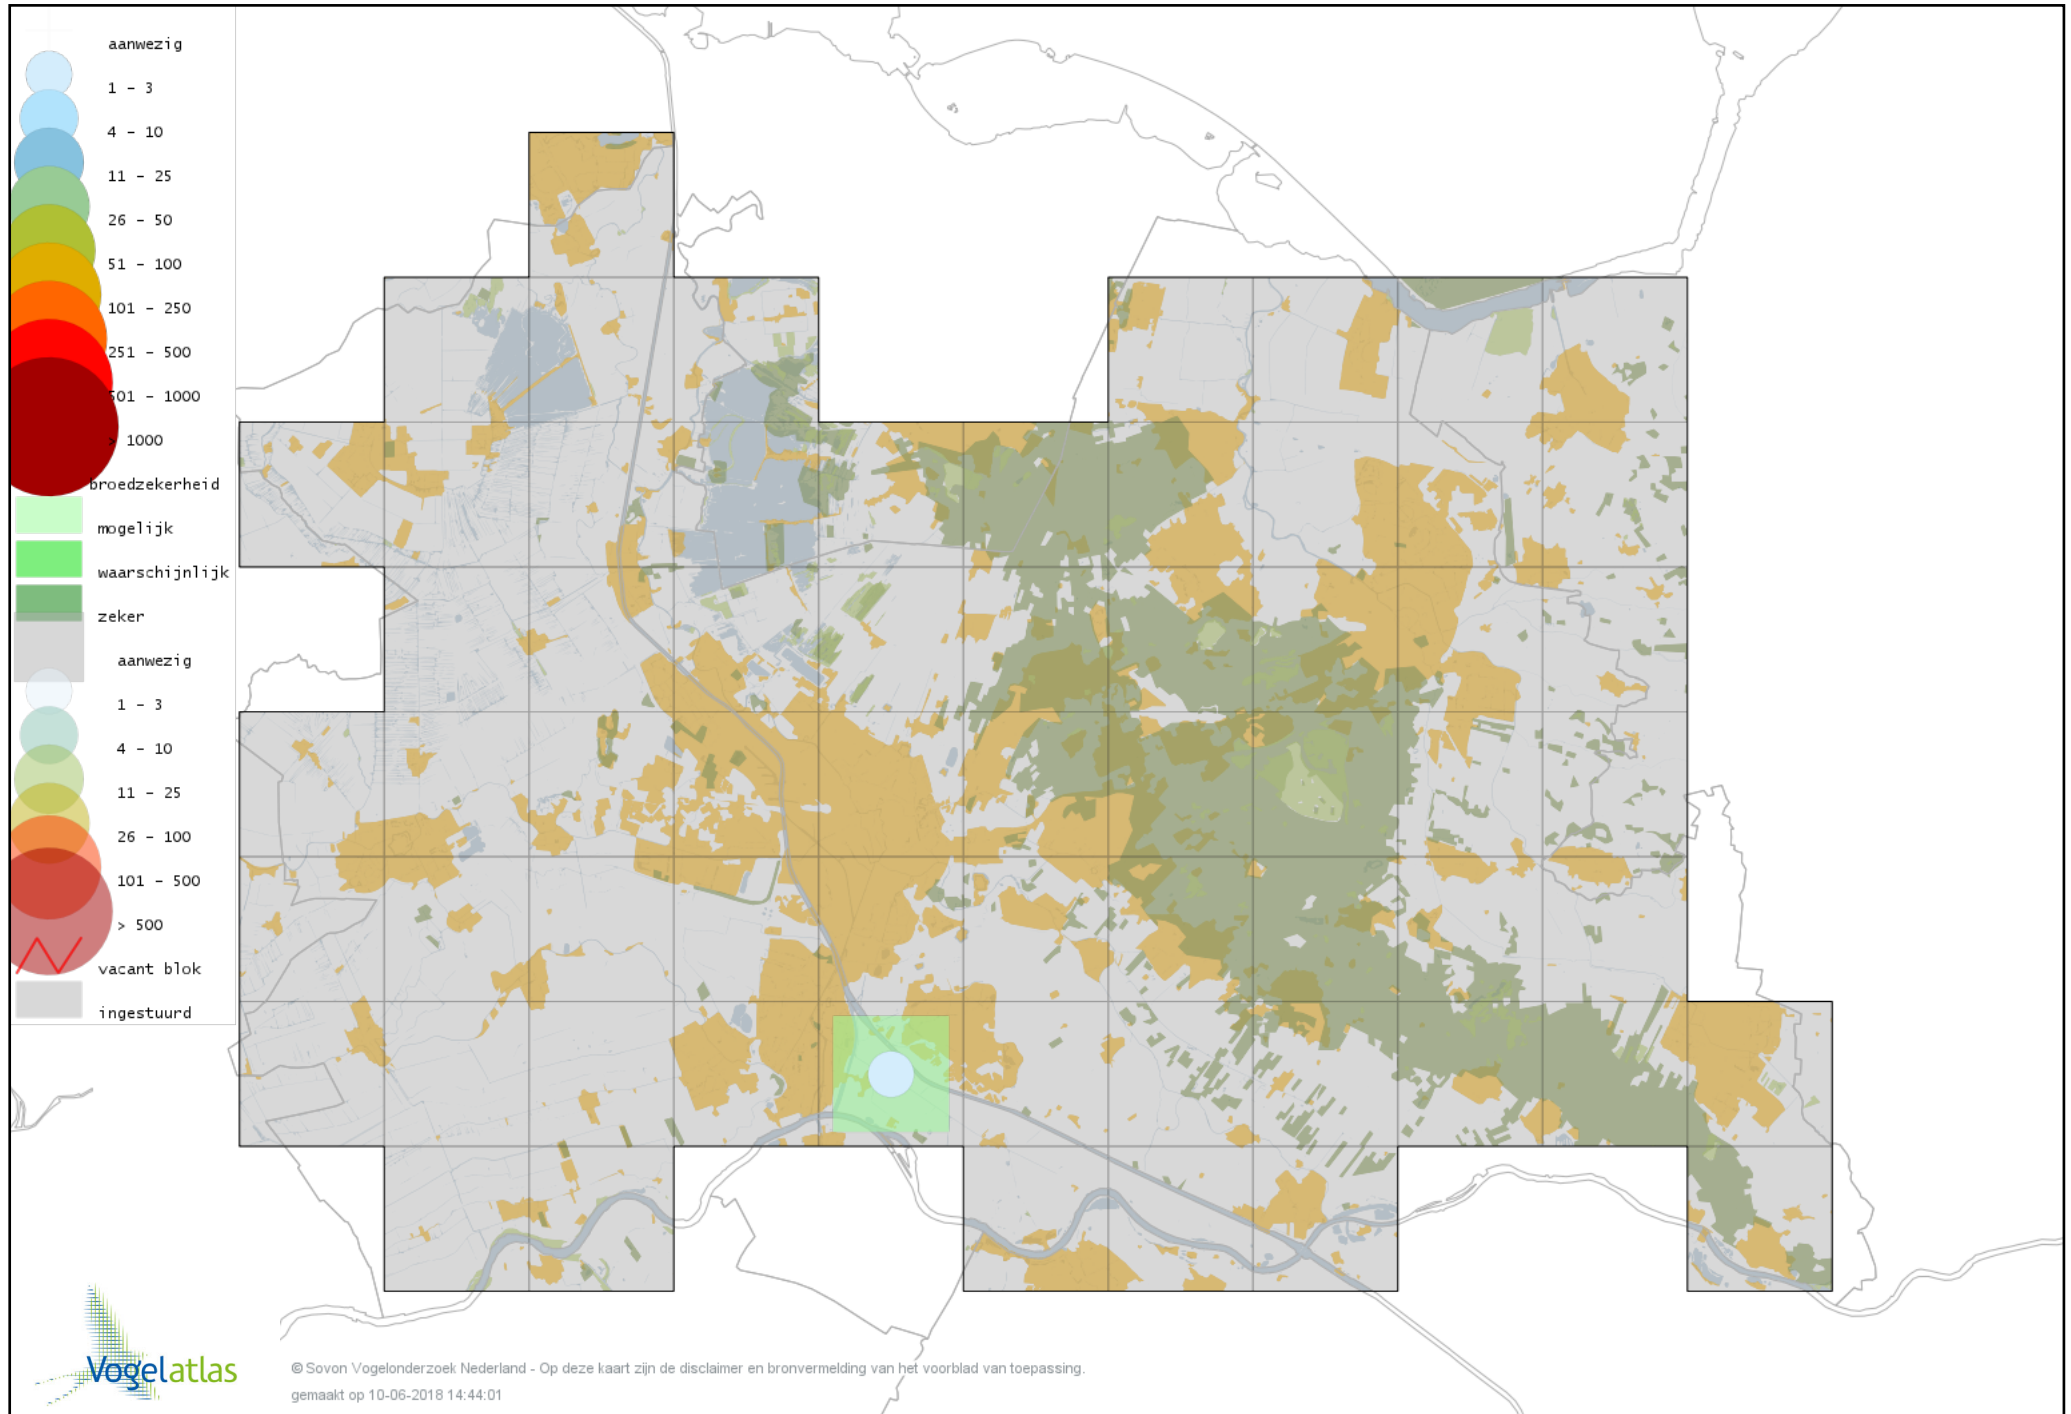 aanwezig
1 - 3
4 - 10
11 - 25
26 - 50
51 - 100
101 - 250
251 - 500
501 - 1000
> 1000
broedzekerheid
mogelijk
waarschijnlijk
zeker
aanwezig
1 - 3
4 - 10
11 - 25
26 - 100
101 - 500
> 500
vacant blok
ingestuurd
Vogelatlas
© Sovon Vogelonderzoek Nederland - Op deze kaart zijn de disclaimer en bronvermelding van het voorblad van toepassing.
gemaakt op 10-06-2018 14:44:01